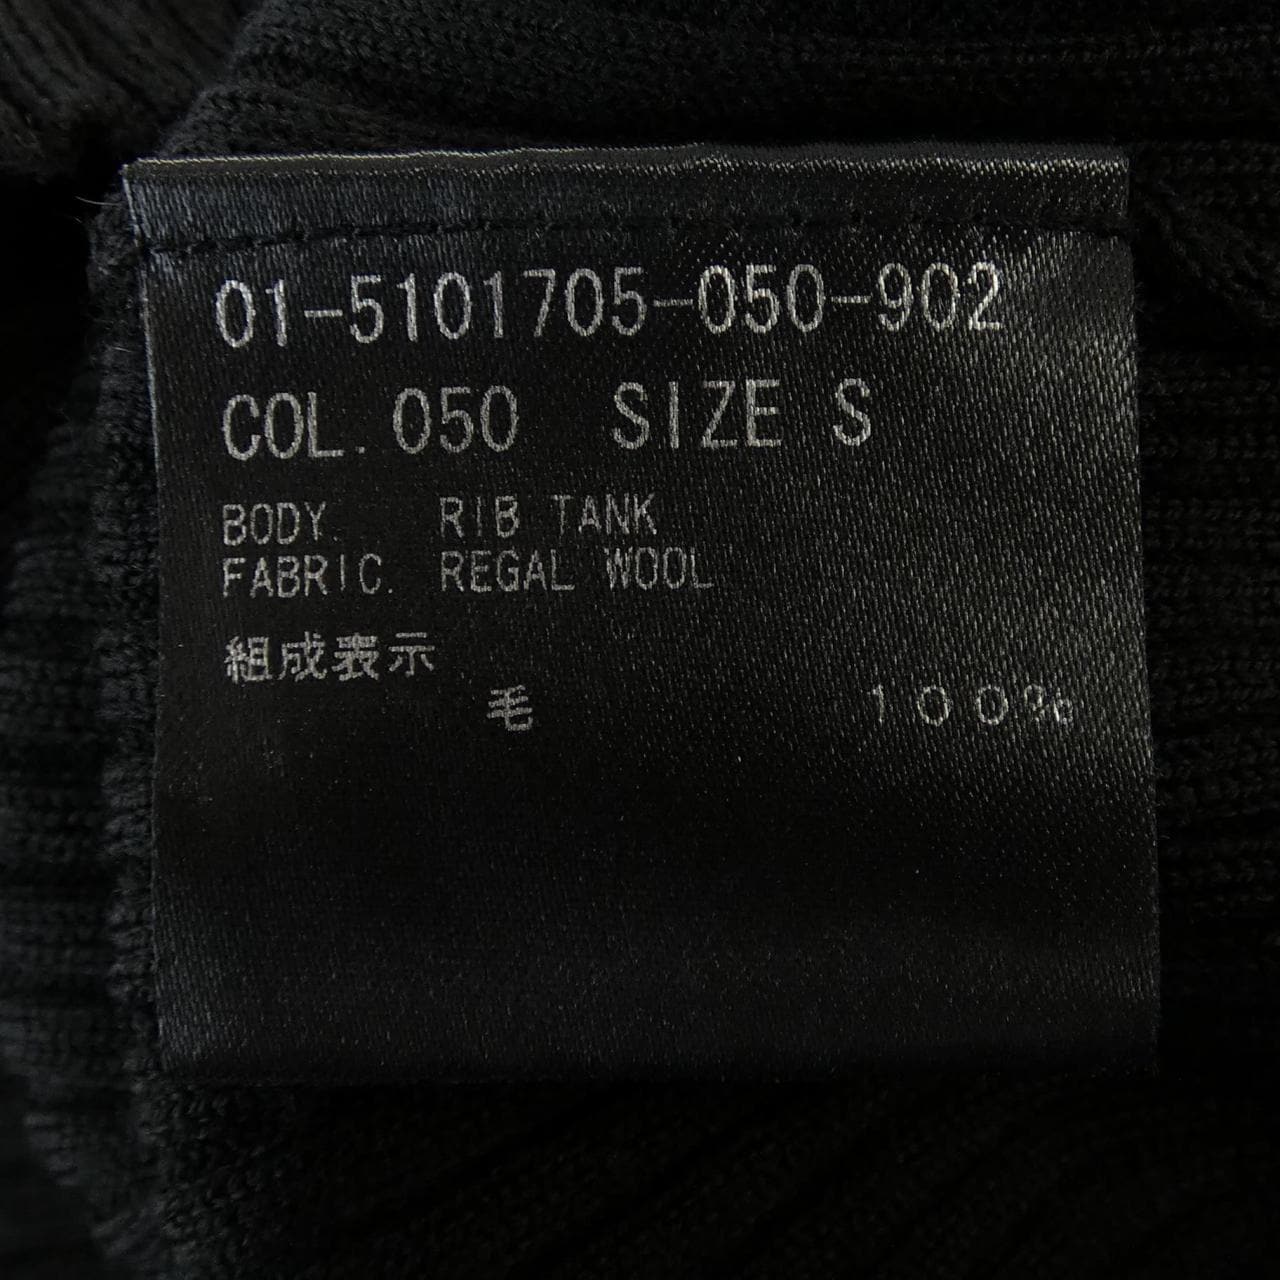 01-5101705-050-902
COL. 050 SIZE S
BODY. RIB TANK
FABRIC. REGAL WOOL
組成表示
毛 100%